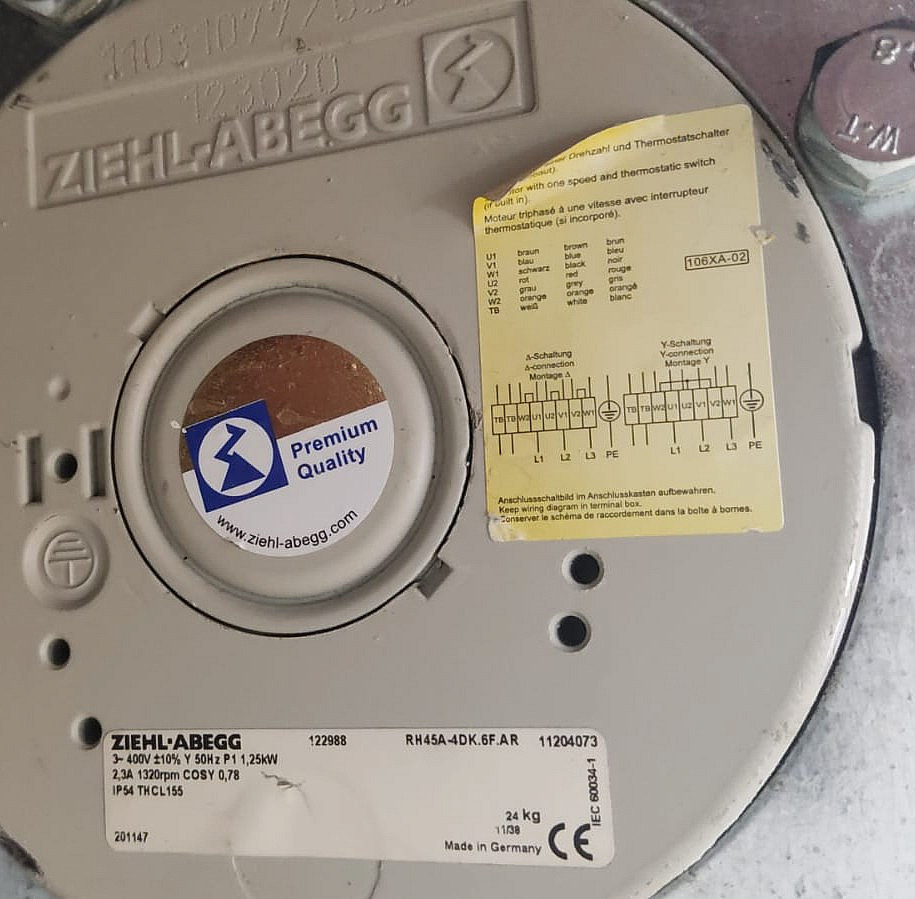 123020
ZIEHL-ABEGG
Drehzahl und Thermostatschalter
with one speed and thermostatic switch
(if built in).
Moteur triphasé à une vitesse avec interrupteur
thermostatique (si incorporé).
U1 braun brown brun
V1 blau blue bleu
W1 schwarz black noir
U2 rot red rouge
V2 grau grey gris
W2 orange orange orangé
TB weiß white blanc
106XA-02
Δ-Schaltung
Δ-connection
Montage Δ
Y-Schaltung
Y-connection
Montage Y
TB TB W2 U1 U2 V1 V2 W1
TB TB W2 U1 U2 V1 V2 W1
L1 L2 L3 PE
L1 L2 L3 PE
Anschlussschaltbild im Anschlusskasten aufbewahren.
Keep wiring diagram in terminal box.
Conserver le schéma de raccordement dans la boîte à bornes.
Premium
Quality
www.ziehl-abegg.com
ZIEHL-ABEGG 122988 RH45A-4DK.6F.AR 11204073
3~ 400V ±10% Y 50Hz P1 1,25kW
2,3A 1320rpm COSY 0,78
IP54 THCL155
24 kg
11/38
201147
Made in Germany
CE
IEC 60034-1
W.T
8.8